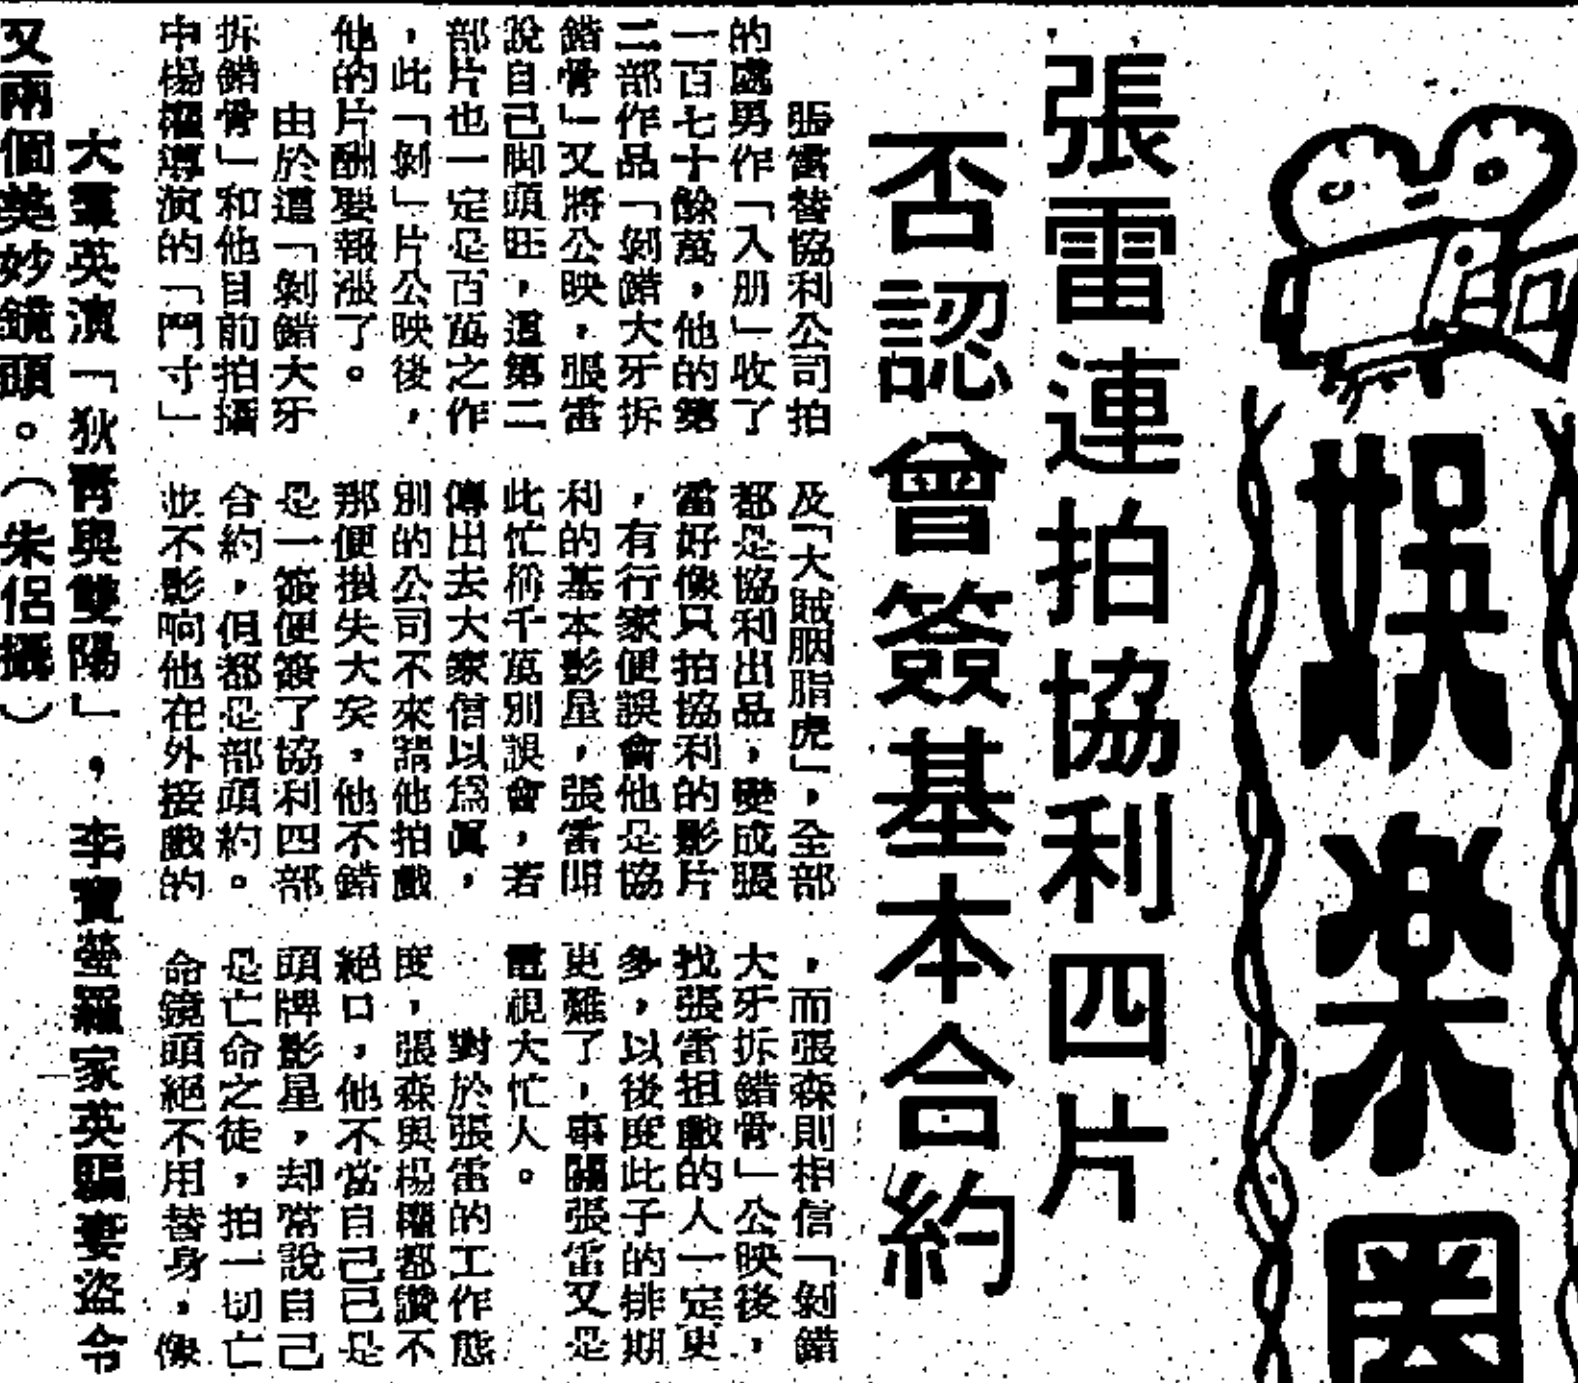 娛樂圈
張雷連拍協利四片
否認曾簽基本合約
張雷替協利公司拍
的處男作「入册」收了
一百七十餘萬，他的第
二部作品「剝錯大牙拆
錯骨」又將公映，張雷
說自己脚頭旺，這第二
部片也一定是百萬之作
，此「剝」片公映後，
他的片酬要報漲了。
由於這「剝錯大牙
拆錯骨」和他目前拍攝
中楊權導演的「鬥寸」
及「大賊胭脂虎」，全部
都是協利出品，變成張
雷好像只拍協利的影片
，有行家便誤會他是協
利的基本影星，張雷聞
此忙稱千萬別誤會，若
傳出去大家信以爲眞，
別的公司不來請他拍戲
那便損失大矣，他不錯
是一簽便簽了協利四部
合約，但都是部頭約。
並不影响他在外接戲的
，而張森則相信「剝錯
大牙拆錯骨」公映後，
找張雷担戲的人一定更
多，以後度此子的排期
更難了，事關張雷又是
電視大忙人。
對於張雷的工作態
度，張森與楊權都讚不
絕口，他不當自己已是
頭牌影星，却常說自己
是亡命之徒，拍一切亡
命鏡頭絕不用替身，像
大羣英演「狄青與雙陽」，李寶瑩羅家英騙妻盜令
又兩個美妙鏡頭。（朱侶攝）